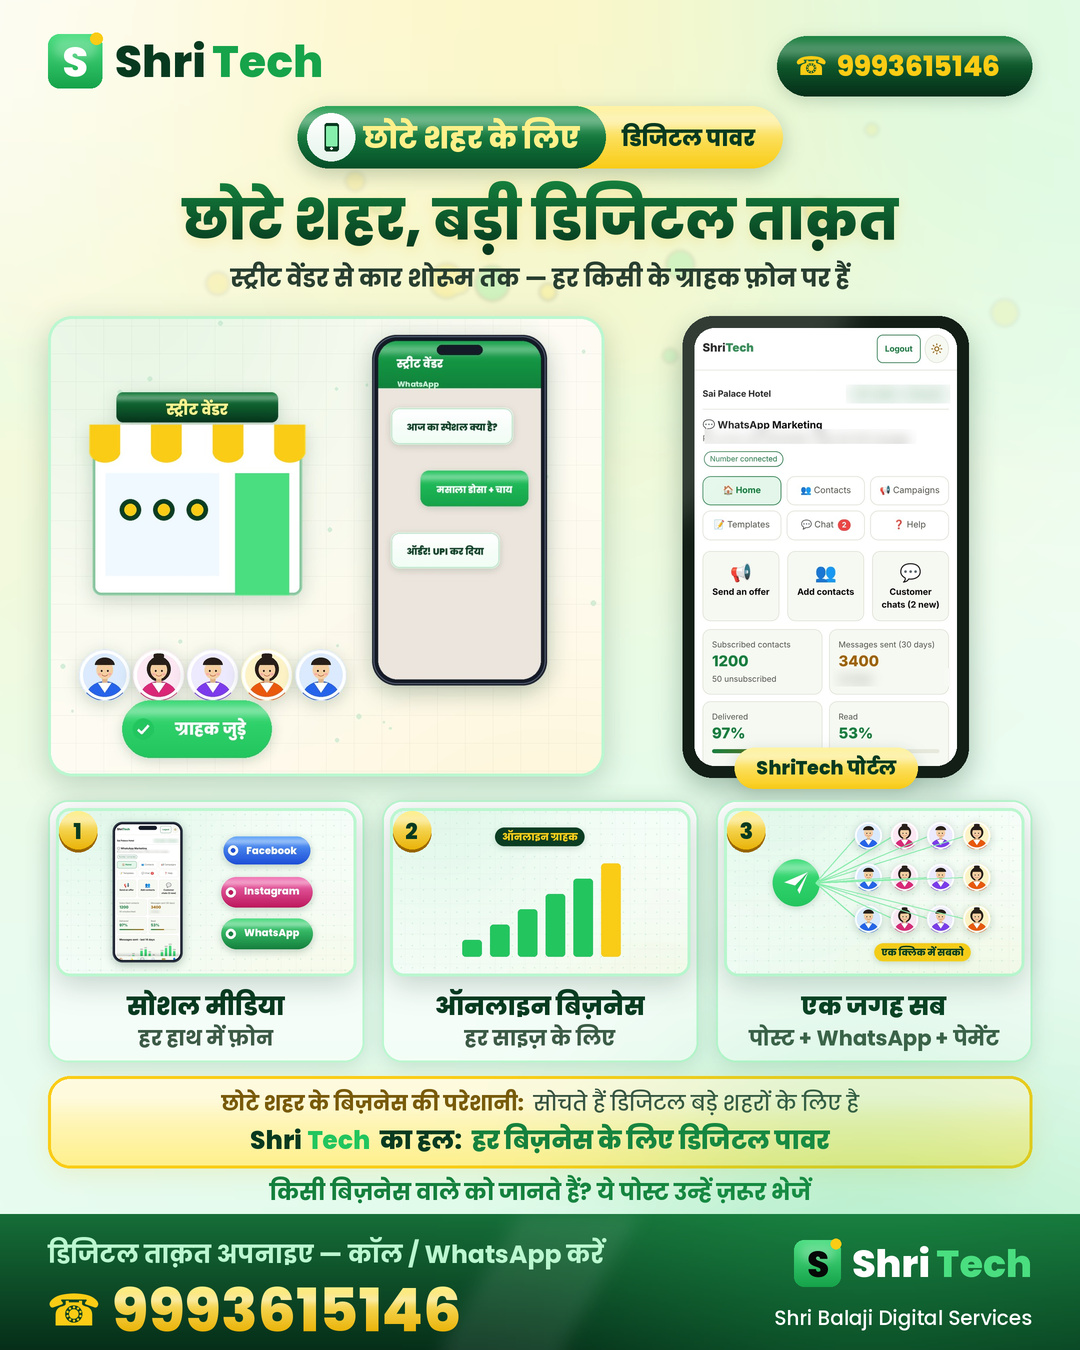 S Shri Tech
☎ 9993615146
छोटे शहर के लिए
डिजिटल पावर
छोटे शहर, बड़ी डिजिटल ताक़त
स्ट्रीट वेंडर से कार शोरूम तक — हर किसी के ग्राहक फ़ोन पर हैं
स्ट्रीट वेंडर
स्ट्रीट वेंडर
WhatsApp
आज का स्पेशल क्या है?
मसाला डोसा + चाय
ऑर्डर! UPI कर दिया
ग्राहक जुड़े
ShriTech
Logout
Sai Palace Hotel
WhatsApp Marketing
Number connected
Home
Contacts
Campaigns
Templates
Chat 2
Help
Send an offer
Add contacts
Customer
chats (2 new)
Subscribed contacts
1200
50 unsubscribed
Messages sent (30 days)
3400
Delivered
97%
Read
53%
ShriTech पोर्टल
1
Facebook
Instagram
WhatsApp
सोशल मीडिया
हर हाथ में फ़ोन
2
ऑनलाइन ग्राहक
ऑनलाइन बिज़नेस
हर साइज़ के लिए
3
एक क्लिक में सबको
एक जगह सब
पोस्ट + WhatsApp + पेमेंट
छोटे शहर के बिज़नेस की परेशानी: सोचते हैं डिजिटल बड़े शहरों के लिए है
Shri Tech का हल: हर बिज़नेस के लिए डिजिटल पावर
किसी बिज़नेस वाले को जानते हैं? ये पोस्ट उन्हें ज़रूर भेजें
डिजिटल ताक़त अपनाइए — कॉल / WhatsApp करें
☎ 9993615146
S Shri Tech
Shri Balaji Digital Services